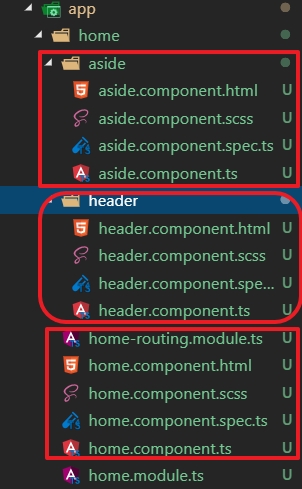 app
home
aside
aside.component.html U
aside.component.scss U
aside.component.spec.ts U
aside.component.ts U
header
header.component.html U
header.component.scss U
header.component.spe... U
header.component.ts U
home-routing.module.ts U
home.component.html U
home.component.scss U
home.component.spec.ts U
home.component.ts U
home.module.ts U